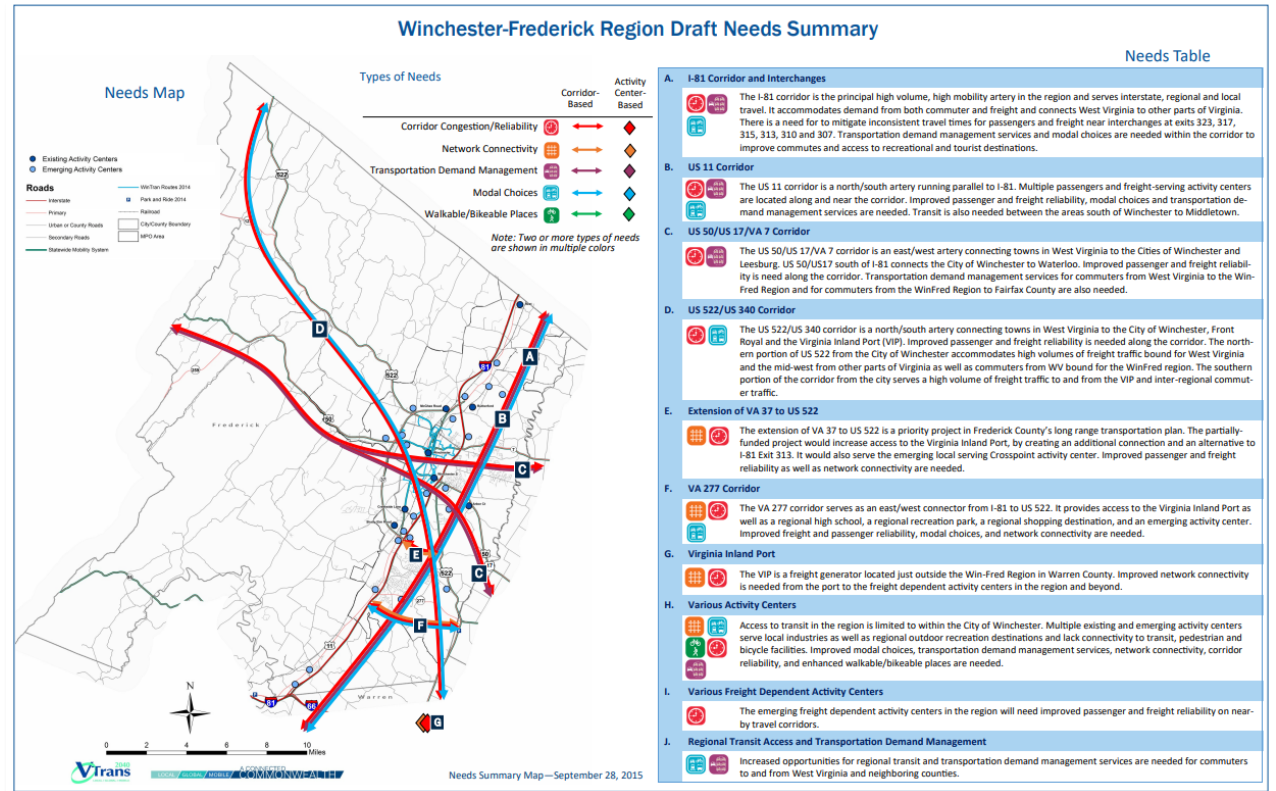 Winchester-Frederick Region Draft Needs Summary
Needs Map
Types of Needs
Corridor-
Based
Activity
Center-
Based
Corridor Congestion/Reliability
Network Connectivity
Transportation Demand Management
Modal Choices
Walkable/Bikeable Places
Note: Two or more types of needs
are shown in multiple colors
Existing Activity Centers
Emerging Activity Centers
Roads
Interstate
Primary
Urban or County Roads
Secondary Roads
Statewide Mobility System
WinTran Routes 2014
Park and Ride 2014
Railroad
City/County Boundary
MPO Area
522
D
A
81
522
B
50
Frederick
7
C
E
50
17
C
522
277
F
11
Warren
81
66
G
N
0 2 4 6 8 10
Miles
VTrans
2040
LOCAL / GLOBAL / MOBILE /
A CONNECTED
COMMONWEALTH
Needs Summary Map—September 28, 2015
Needs Table
A. I-81 Corridor and Interchanges
The I-81 corridor is the principal high volume, high mobility artery in the region and serves interstate, regional and local
travel. It accommodates demand from both commuter and freight and connects West Virginia to other parts of Virginia.
There is a need for to mitigate inconsistent travel times for passengers and freight near interchanges at exits 323, 317,
315, 313, 310 and 307. Transportation demand management services and modal choices are needed within the corridor to
improve commutes and access to recreational and tourist destinations.
B. US 11 Corridor
The US 11 corridor is a north/south artery running parallel to I-81. Multiple passengers and freight-serving activity centers
are located along and near the corridor. Improved passenger and freight reliability, modal choices and transportation de-
mand management services are needed. Transit is also needed between the areas south of Winchester to Middletown.
C. US 50/US 17/VA 7 Corridor
The US 50/US 17/VA 7 corridor is an east/west artery connecting towns in West Virginia to the Cities of Winchester and
Leesburg. US 50/US17 south of I-81 connects the City of Winchester to Waterloo. Improved passenger and freight reliabil-
ity is need along the corridor. Transportation demand management services for commuters from West Virginia to the Win-
Fred Region and for commuters from the WinFred Region to Fairfax County are also needed.
D. US 522/US 340 Corridor
The US 522/US 340 corridor is a north/south artery connecting towns in West Virginia to the City of Winchester, Front
Royal and the Virginia Inland Port (VIP). Improved passenger and freight reliability is needed along the corridor. The north-
ern portion of US 522 from the City of Winchester accommodates high volumes of freight traffic bound for West Virginia
and the mid-west from other parts of Virginia as well as commuters from WV bound for the WinFred region. The southern
portion of the corridor from the city serves a high volume of freight traffic to and from the VIP and inter-regional commut-
er traffic.
E. Extension of VA 37 to US 522
The extension of VA 37 to US 522 is a priority project in Frederick County's long range transportation plan. The partially-
funded project would increase access to the Virginia Inland Port, by creating an additional connection and an alternative to
I-81 Exit 313. It would also serve the emerging local serving Crosspoint activity center. Improved passenger and freight
reliability as well as network connectivity are needed.
F. VA 277 Corridor
The VA 277 corridor serves as an east/west connector from I-81 to US 522. It provides access to the Virginia Inland Port as
well as a regional high school, a regional recreation park, a regional shopping destination, and an emerging activity center.
Improved freight and passenger reliability, modal choices, and network connectivity are needed.
G. Virginia Inland Port
The VIP is a freight generator located just outside the Win-Fred Region in Warren County. Improved network connectivity
is needed from the port to the freight dependent activity centers in the region and beyond.
H. Various Activity Centers
Access to transit in the region is limited to within the City of Winchester. Multiple existing and emerging activity centers
serve local industries as well as regional outdoor recreation destinations and lack connectivity to transit, pedestrian and
bicycle facilities. Improved modal choices, transportation demand management services, network connectivity, corridor
reliability, and enhanced walkable/bikeable places are needed.
I. Various Freight Dependent Activity Centers
The emerging freight dependent activity centers in the region will need improved passenger and freight reliability on near-
by travel corridors.
J. Regional Transit Access and Transportation Demand Management
Increased opportunities for regional transit and transportation demand management services are needed for commuters
to and from West Virginia and neighboring counties.